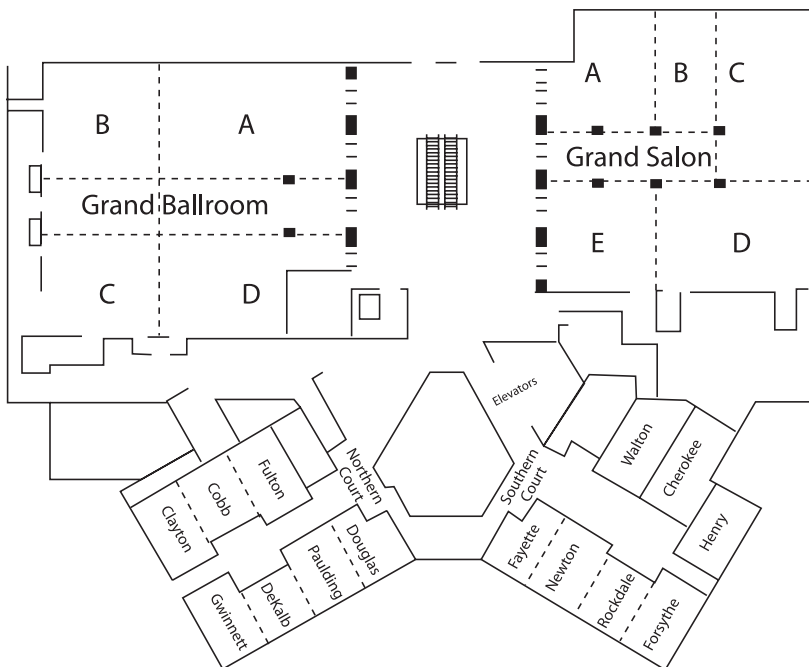 A
B
C
B
A
Grand Salon
Grand Ballroom
E
D
C
D
Elevators
Walton
Cherokee
Northern
Court
Southern
Court
Fulton
Cobb
Clayton
Henry
Douglas
Paulding
DeKalb
Gwinnett
Fayette
Newton
Rockdale
Forsythe